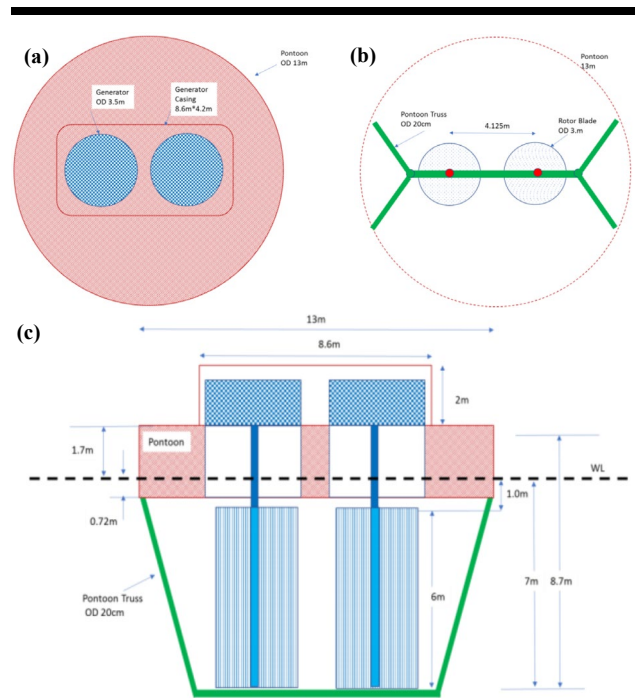 (a)
Pontoon
OD 13m
Generator
OD 3.5m
Generator
Casing
8.6m*4.2m
(b)
Pontoon
13m
Pontoon Truss
OD 20cm
4.125m
Rotor Blade
OD 3.m
(c)
13m
8.6m
2m
1.7m
Pontoon
WL
1.0m
0.72m
Pontoon Truss
OD 20cm
6m
7m
8.7m